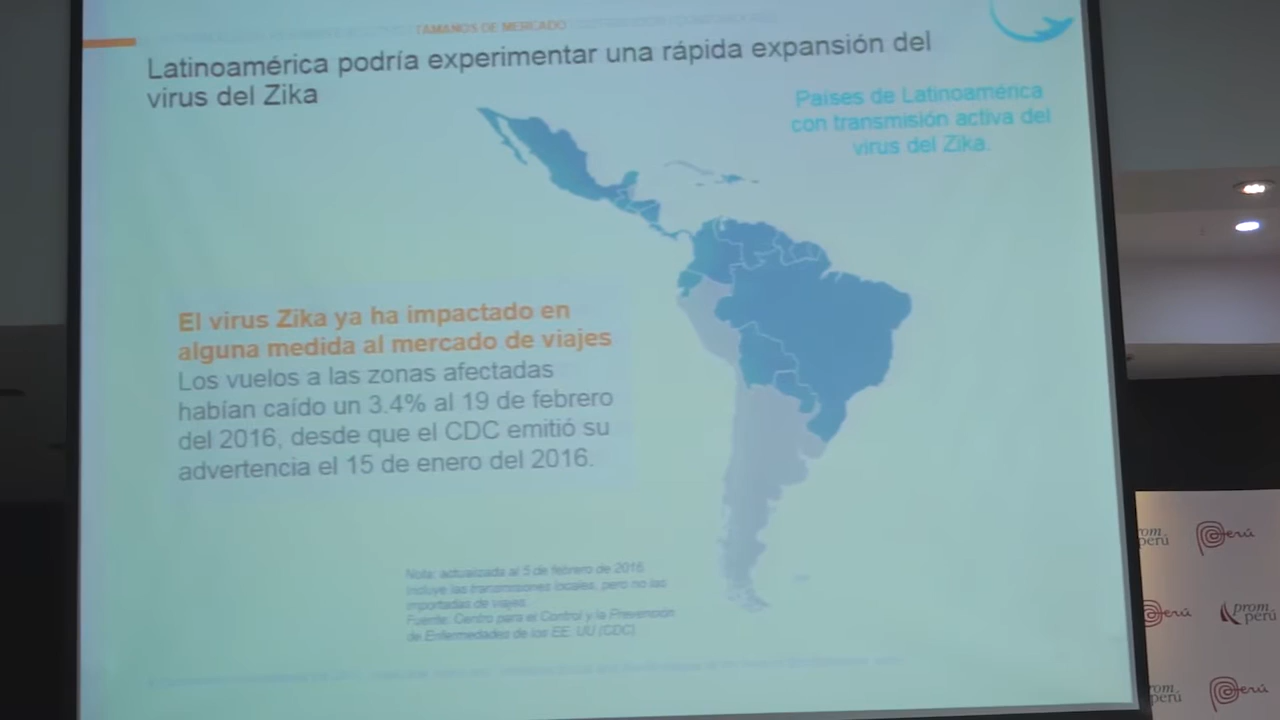 TAMAÑOS DE MERCADO
Latinoamérica podría experimentar una rápida expansión del
virus del Zika
Países de Latinoamérica
con transmisión activa del
virus del Zika.
El virus Zika ya ha impactado en
alguna medida al mercado de viajes
Los vuelos a las zonas afectadas
habían caído un 3.4% al 19 de febrero
del 2016, desde que el CDC emitió su
advertencia el 15 de enero del 2016.
Nota: actualizada al 5 de febrero de 2016.
Incluye las transmisiones locales, pero no las
importadas de viajes.
Fuente: Centro para el Control y la Prevención
de Enfermedades de los EE. UU (CDC)
prom
perú
Perú
Perú
prom
perú
prom
perú
Perú